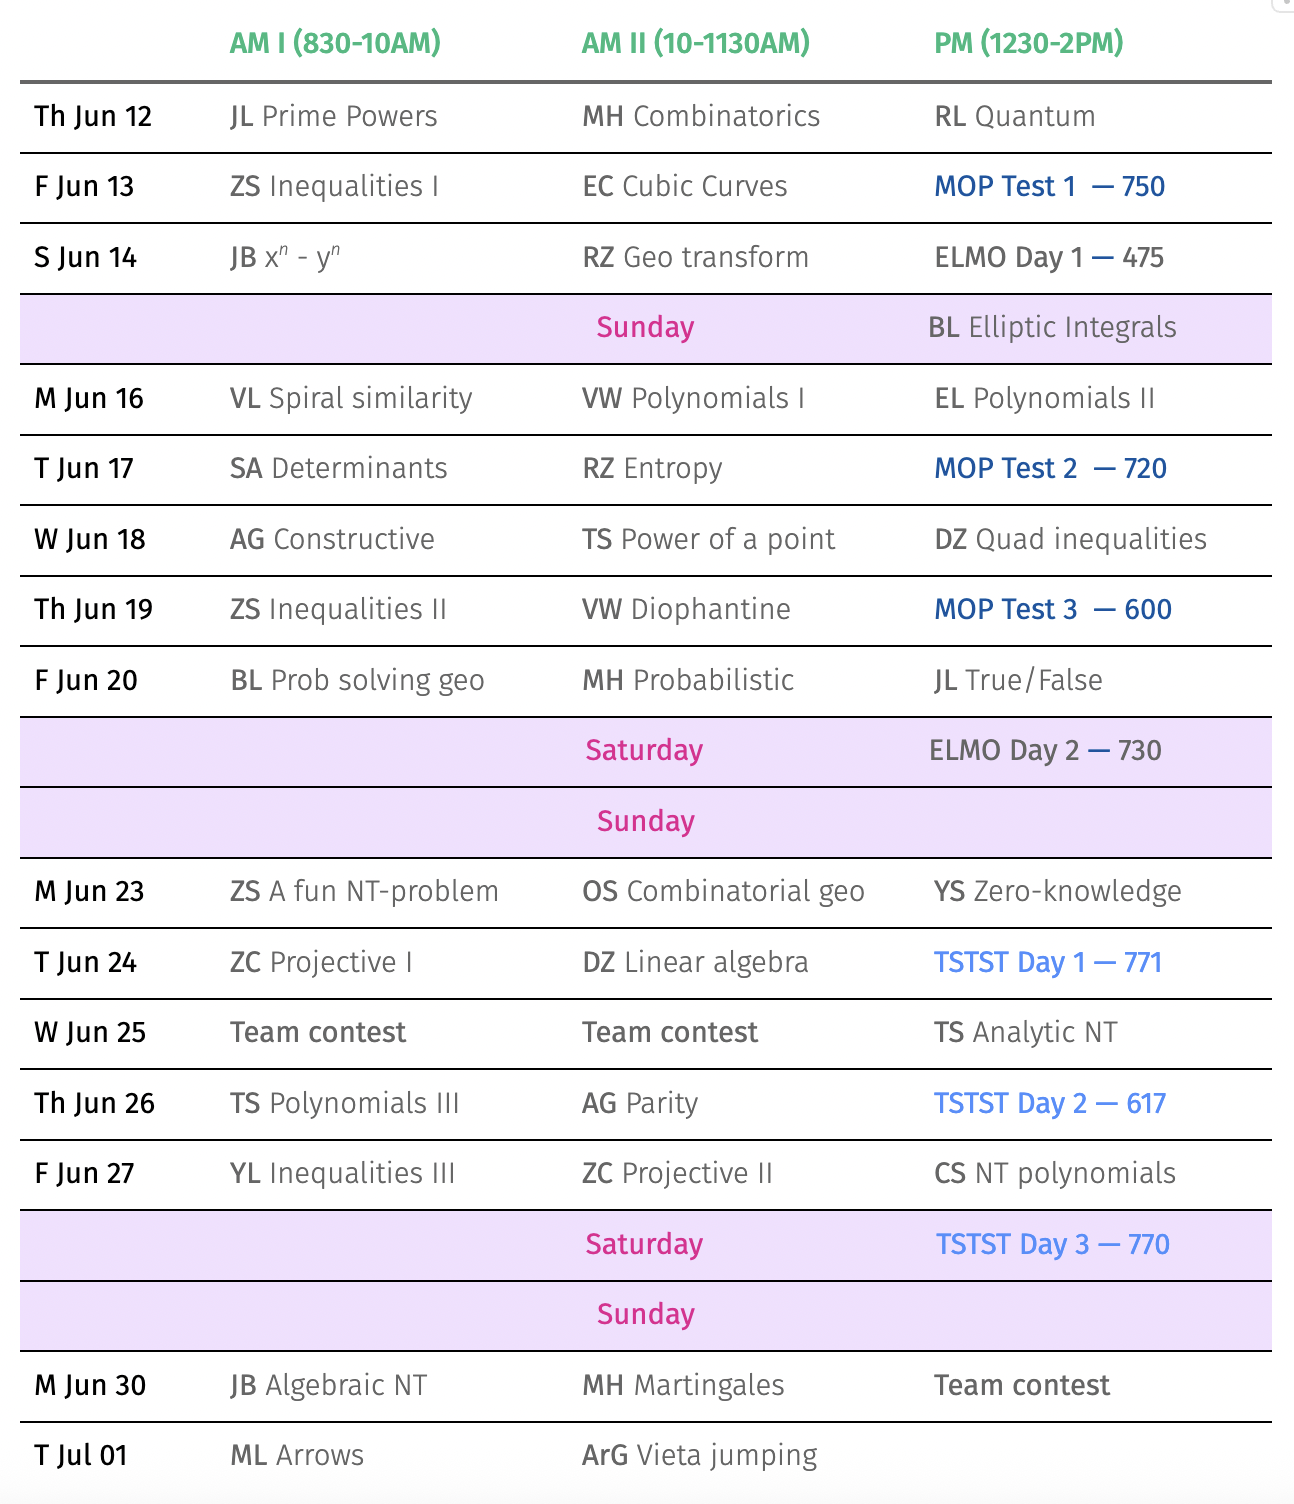 AM I (830-10AM) AM II (10-1130AM) PM (1230-2PM)
Th Jun 12 JL Prime Powers MH Combinatorics RL Quantum
F Jun 13 ZS Inequalities I EC Cubic Curves MOP Test 1 — 750
S Jun 14 JB xⁿ - yⁿ RZ Geo transform ELMO Day 1 — 475
Sunday BL Elliptic Integrals
M Jun 16 VL Spiral similarity VW Polynomials I EL Polynomials II
T Jun 17 SA Determinants RZ Entropy MOP Test 2 — 720
W Jun 18 AG Constructive TS Power of a point DZ Quad inequalities
Th Jun 19 ZS Inequalities II VW Diophantine MOP Test 3 — 600
F Jun 20 BL Prob solving geo MH Probabilistic JL True/False
Saturday ELMO Day 2 — 730
Sunday
M Jun 23 ZS A fun NT-problem OS Combinatorial geo YS Zero-knowledge
T Jun 24 ZC Projective I DZ Linear algebra TSTST Day 1 — 771
W Jun 25 Team contest Team contest TS Analytic NT
Th Jun 26 TS Polynomials III AG Parity TSTST Day 2 — 617
F Jun 27 YL Inequalities III ZC Projective II CS NT polynomials
Saturday TSTST Day 3 — 770
Sunday
M Jun 30 JB Algebraic NT MH Martingales Team contest
T Jul 01 ML Arrows ArG Vieta jumping